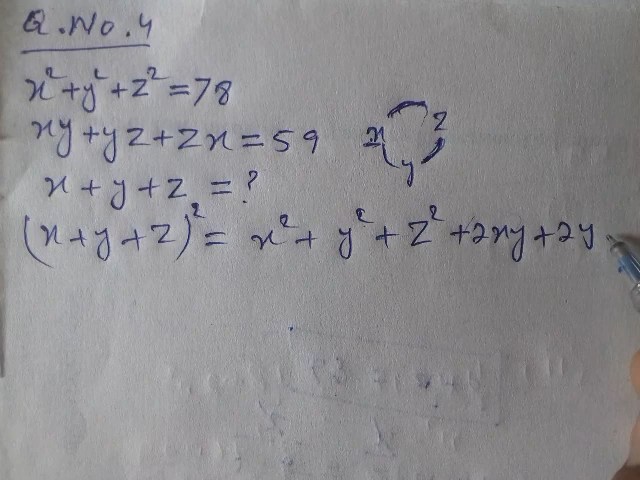 Q.No.4
x²+y²+z²=78
xy+yz+zx=59
x z
y
x+y+z=?
(x+y+z)²= x²+ y²+z²+2xy+2y